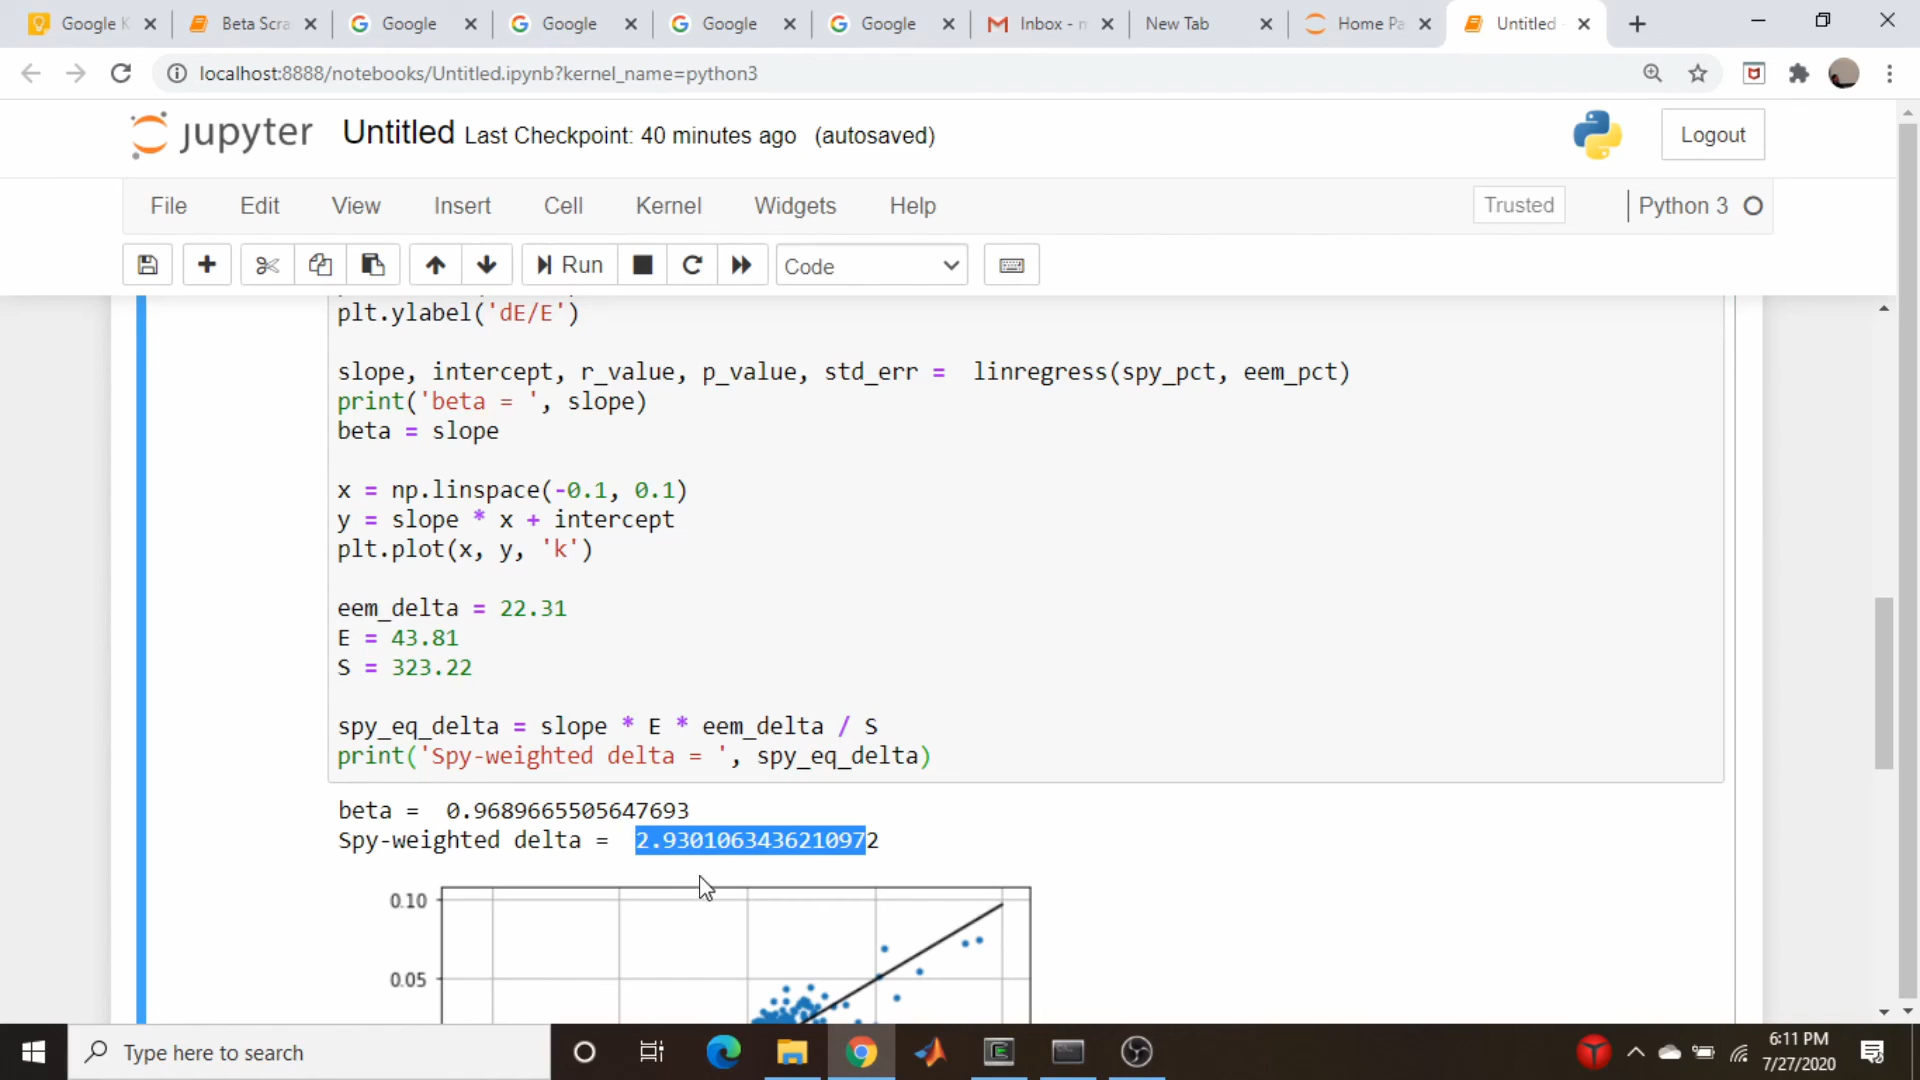 Google K
Beta Scra
Google
Google
Google
Google
Inbox - m
New Tab
Home Pa
Untitled
localhost:8888/notebooks/Untitled.ipynb?kernel_name=python3
jupyter
Untitled
Last Checkpoint: 40 minutes ago (autosaved)
Logout
File
Edit
View
Insert
Cell
Kernel
Widgets
Help
Trusted
Python 3
Run
Code
plt.ylabel('dE/E')
slope, intercept, r_value, p_value, std_err =  linregress(spy_pct, eem_pct)
print('beta = ', slope)
beta = slope
x = np.linspace(-0.1, 0.1)
y = slope * x + intercept
plt.plot(x, y, 'k')
eem_delta = 22.31
E = 43.81
S = 323.22
spy_eq_delta = slope * E * eem_delta / S
print('Spy-weighted delta = ', spy_eq_delta)
beta =  0.9689665505647693
Spy-weighted delta =  2.9301063436210972
0.10
0.05
Type here to search
6:11 PM
7/27/2020